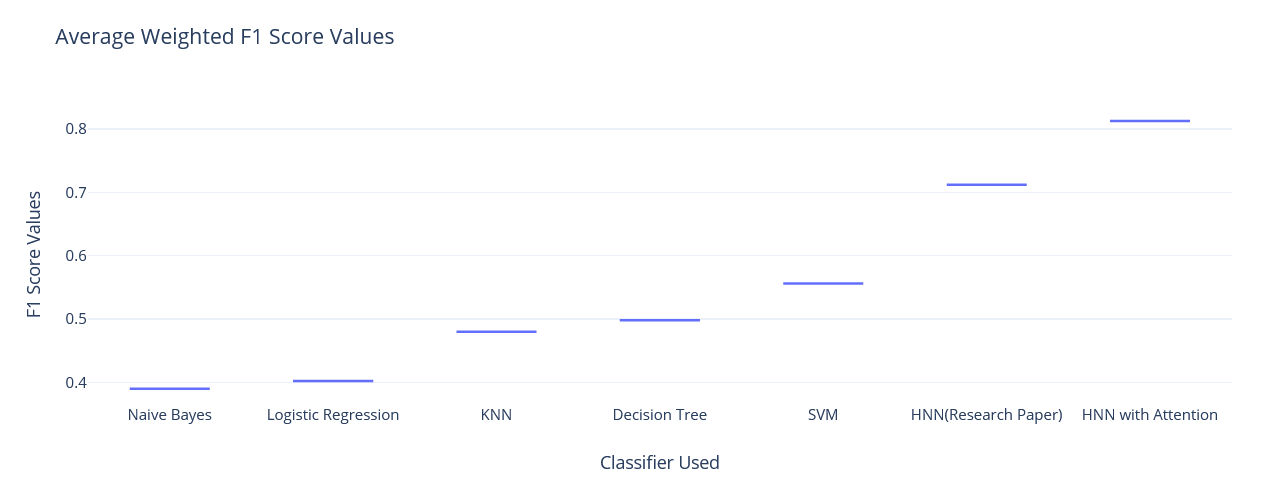 Average Weighted F1 Score Values
F1 Score Values
0.8
0.7
0.6
0.5
0.4
Naive Bayes
Logistic Regression
KNN
Decision Tree
SVM
HNN(Research Paper)
HNN with Attention
Classifier Used